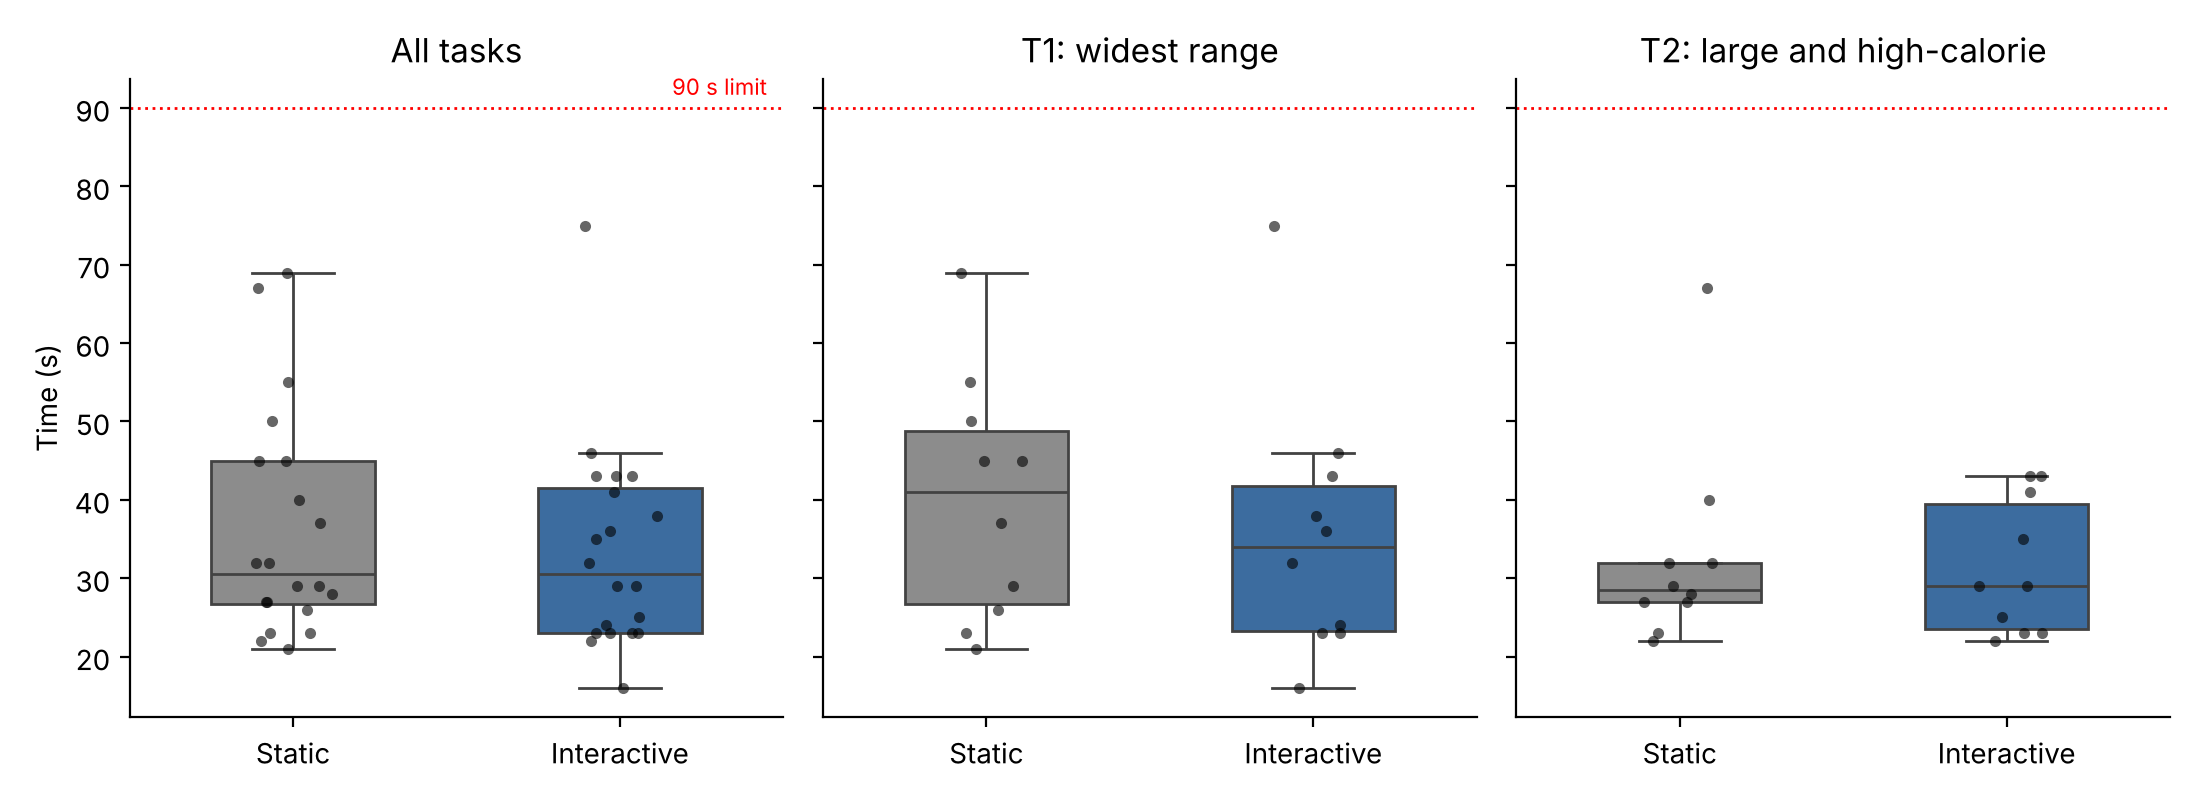 All tasks
T1: widest range
T2: large and high-calorie
90 s limit
90
80
70
60
50
40
30
20
Time (s)
Static
Interactive
Static
Interactive
Static
Interactive